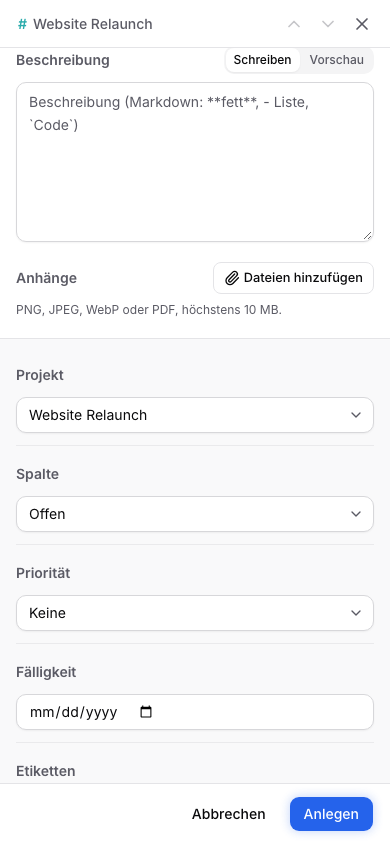 # Website Relaunch
Beschreibung
Schreiben Vorschau
Beschreibung (Markdown: **fett**, - Liste,
`Code`)
Anhänge
Dateien hinzufügen
PNG, JPEG, WebP oder PDF, höchstens 10 MB.
Projekt
Website Relaunch
Spalte
Offen
Priorität
Keine
Fälligkeit
mm/dd/yyyy
Etiketten
Abbrechen Anlegen